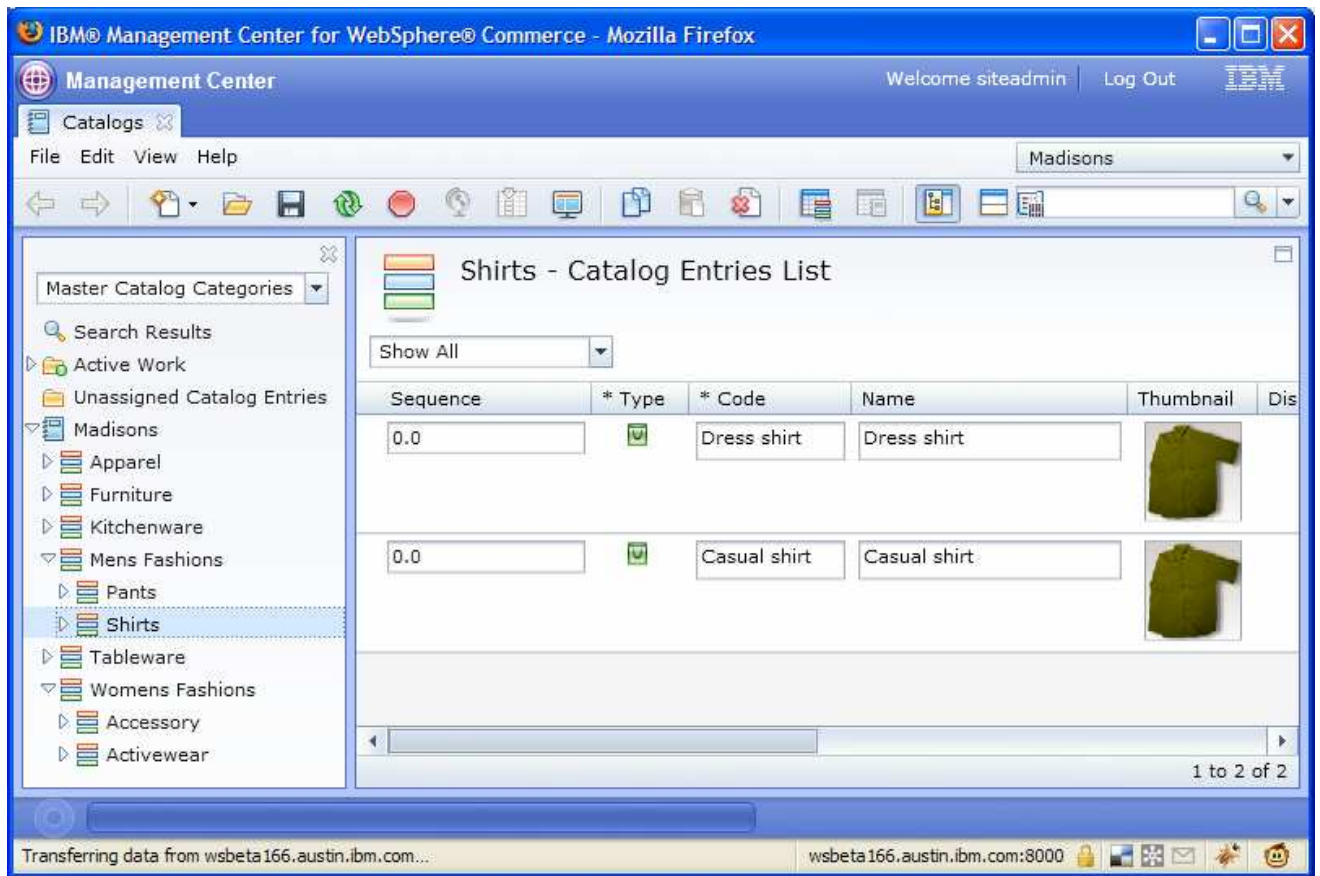 IBM® Management Center for WebSphere® Commerce - Mozilla Firefox
Management Center
Welcome siteadmin
Log Out
IBM
Catalogs
File Edit View Help
Madisons
Master Catalog Categories
Search Results
Active Work
Unassigned Catalog Entries
Madisons
Apparel
Furniture
Kitchenware
Mens Fashions
Pants
Shirts
Tableware
Womens Fashions
Accessory
Activewear
Shirts - Catalog Entries List
Show All
Sequence * Type * Code Name Thumbnail Dis
0.0 Dress shirt Dress shirt
0.0 Casual shirt Casual shirt
1 to 2 of 2
Transferring data from wsbeta166.austin.ibm.com...
wsbeta166.austin.ibm.com:8000